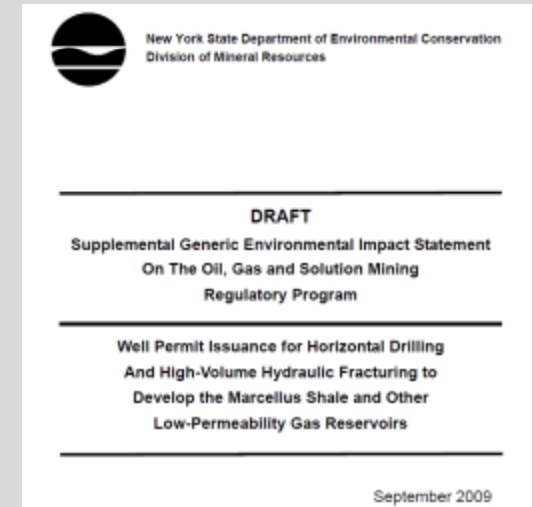 New York State Department of Environmental Conservation
Division of Mineral Resources
DRAFT
Supplemental Generic Environmental Impact Statement
On The Oil, Gas and Solution Mining
Regulatory Program
Well Permit Issuance for Horizontal Drilling
And High-Volume Hydraulic Fracturing to
Develop the Marcellus Shale and Other
Low-Permeability Gas Reservoirs
September 2009